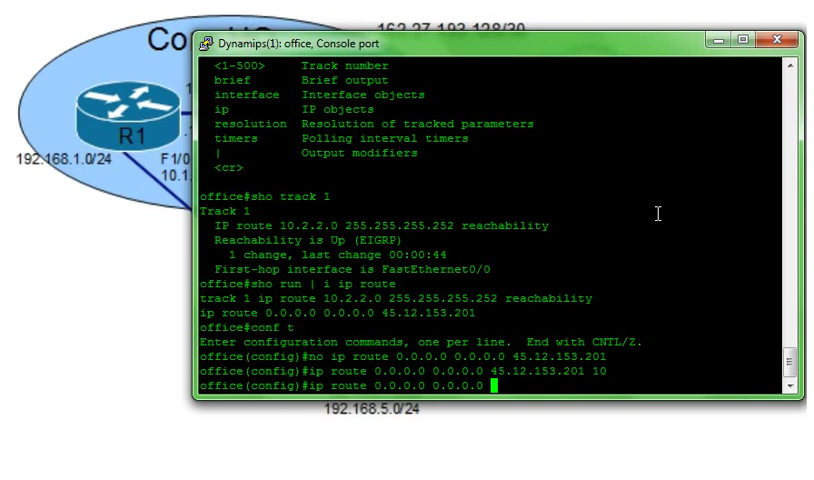 162.27.193.128/30
Dynamips(1): office, Console port
<1-500> Track number
brief Brief output
interface Interface objects
ip IP objects
resolution Resolution of tracked parameters
timers Polling interval timers
| Output modifiers
<cr>
office#sho track 1
Track 1
IP route 10.2.2.0 255.255.255.252 reachability
Reachability is Up (EIGRP)
1 change, last change 00:00:44
First-hop interface is FastEthernet0/0
office#sho run | i ip route
track 1 ip route 10.2.2.0 255.255.255.252 reachability
ip route 0.0.0.0 0.0.0.0 45.12.153.201
office#conf t
Enter configuration commands, one per line. End with CNTL/Z.
office(config)#no ip route 0.0.0.0 0.0.0.0 45.12.153.201
office(config)#ip route 0.0.0.0 0.0.0.0 45.12.153.201 10
office(config)#ip route 0.0.0.0 0.0.0.0
R1
192.168.1.0/24
F1/0
10.1.
192.168.5.0/24